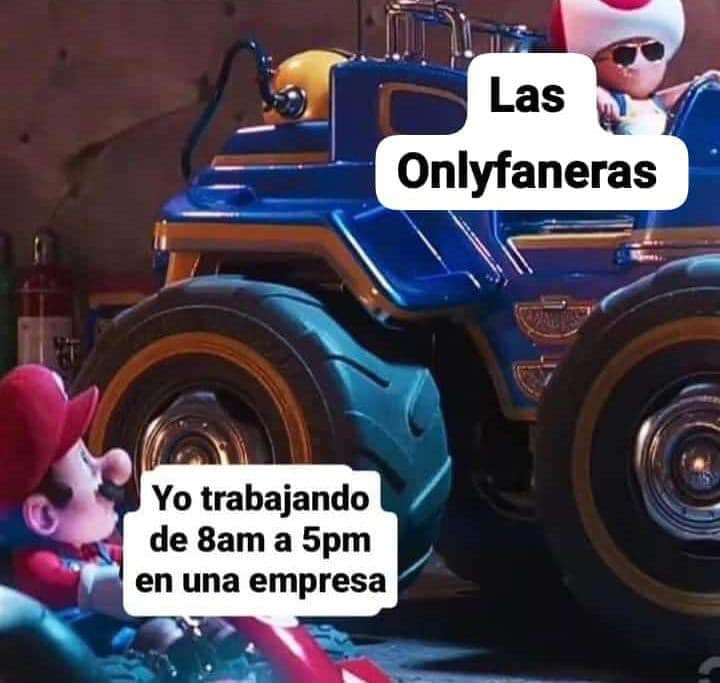 Las
Onlyfaneras
Yo trabajando
de 8am a 5pm
en una empresa